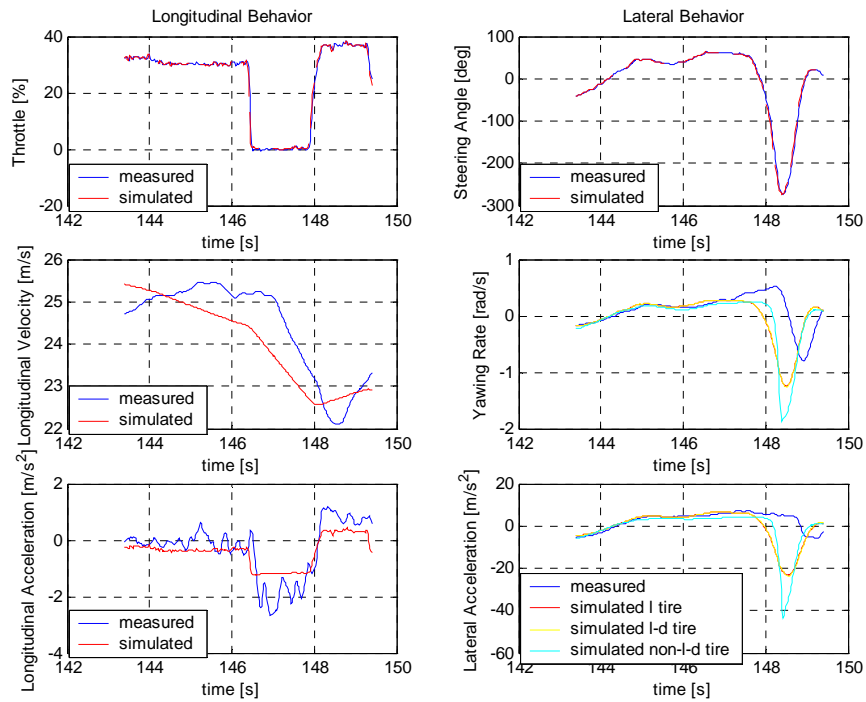 Longitudinal Behavior
Throttle [%]
40
20
0
-20
measured
simulated
142 144 146 148 150
time [s]
Lateral Behavior
Steering Angle [deg]
100
0
-100
-200
-300
measured
simulated
142 144 146 148 150
time [s]
Longitudinal Velocity [m/s]
26
25
24
23
22
measured
simulated
142 144 146 148 150
time [s]
Yawing Rate [rad/s]
1
0
-1
-2
142 144 146 148 150
time [s]
Longitudinal Acceleration [m/s²]
2
0
-2
-4
measured
simulated
142 144 146 148 150
time [s]
Lateral Acceleration [m/s²]
20
0
-20
-40
-60
measured
simulated l tire
simulated l-d tire
simulated non-l-d tire
142 144 146 148 150
time [s]